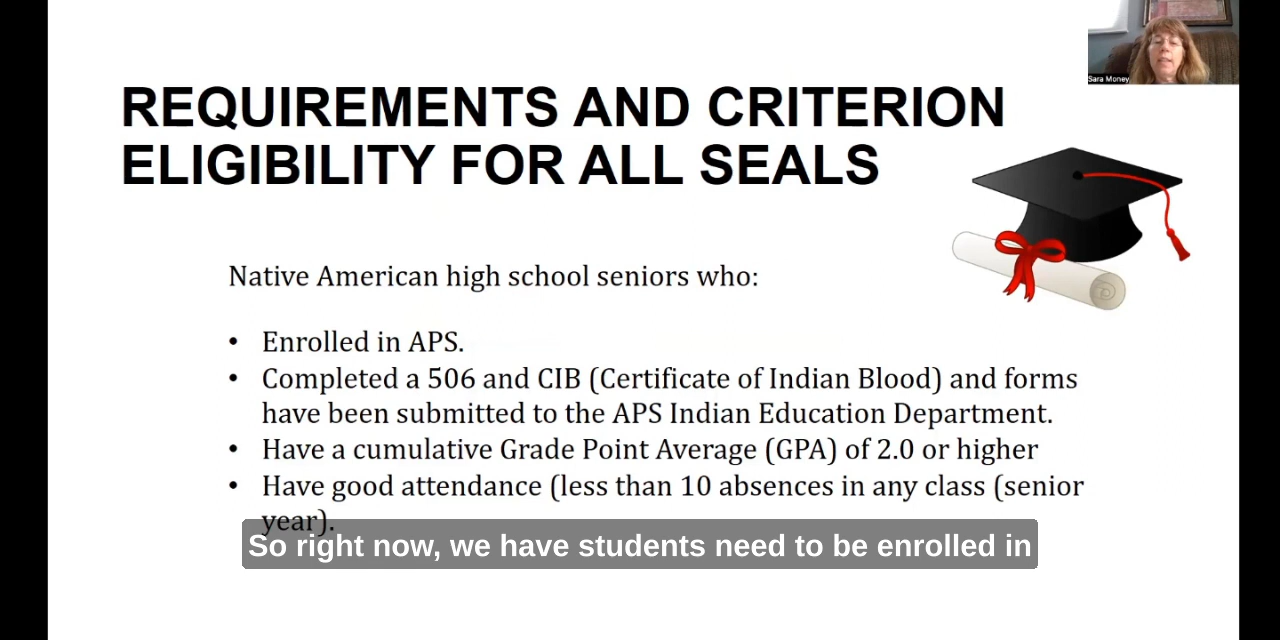 Sara Money
REQUIREMENTS AND CRITERION
ELIGIBILITY FOR ALL SEALS
Native American high school seniors who:
• Enrolled in APS.
• Completed a 506 and CIB (Certificate of Indian Blood) and forms
have been submitted to the APS Indian Education Department.
• Have a cumulative Grade Point Average (GPA) of 2.0 or higher
• Have good attendance (less than 10 absences in any class (senior
year).
So right now, we have students need to be enrolled in